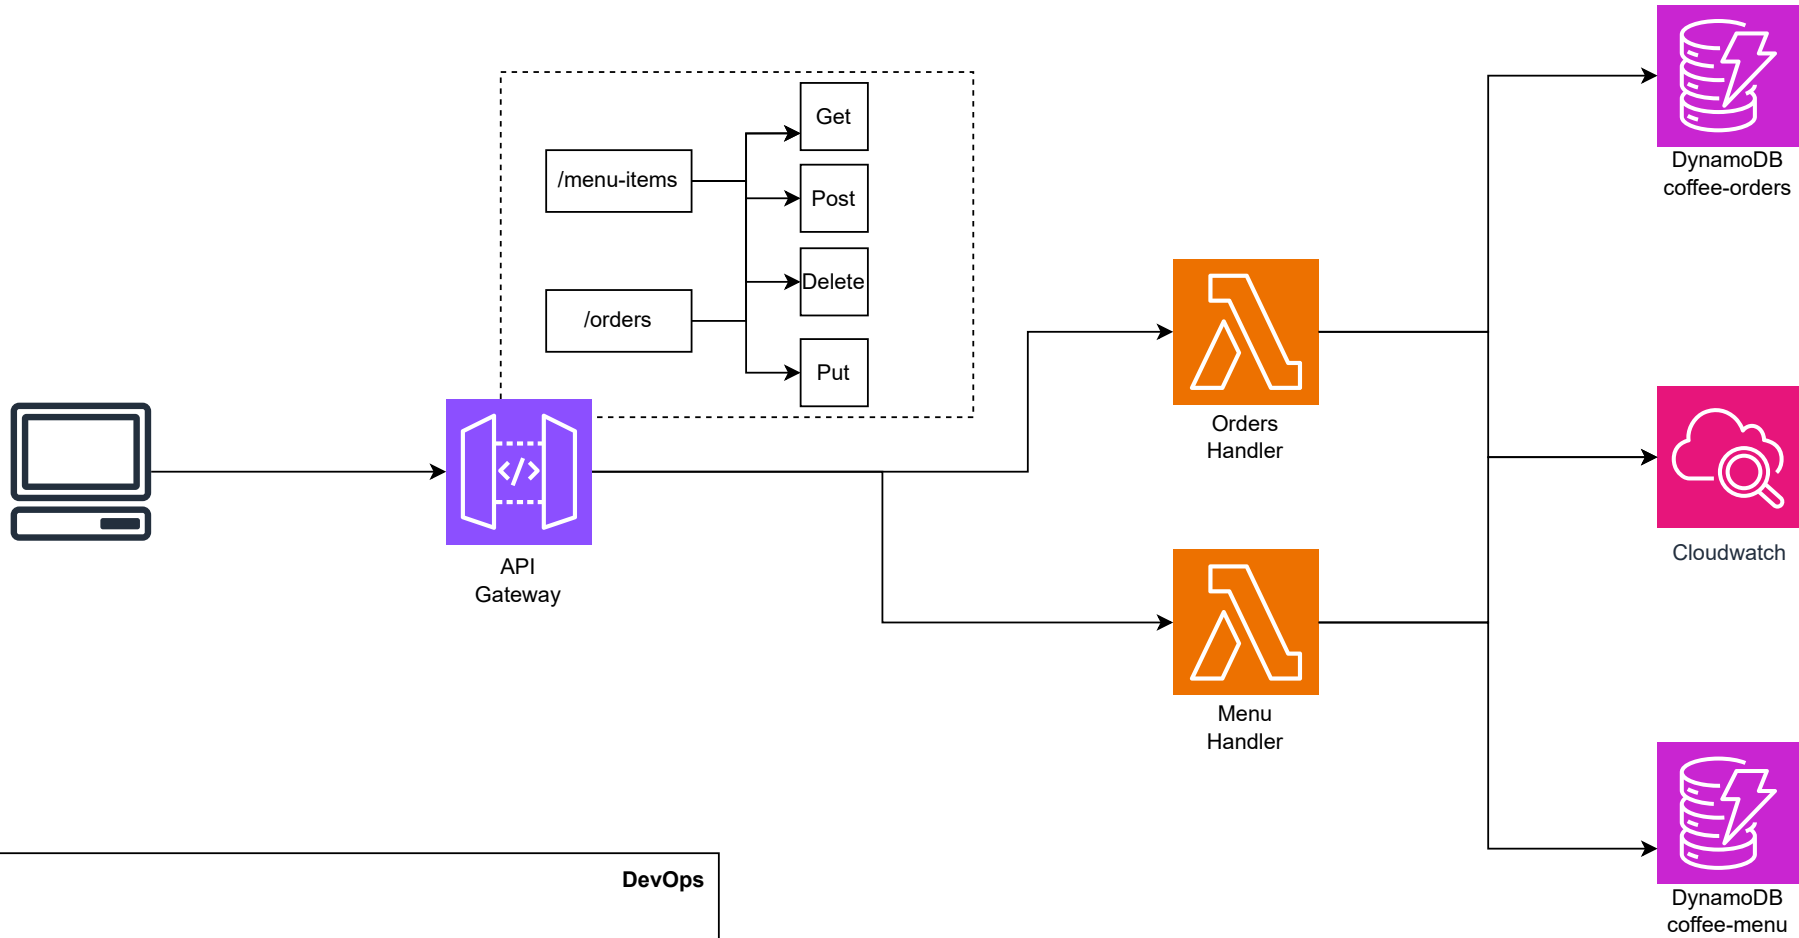 DynamoDB
coffee-orders
Get
/menu-items
Post
Delete
/orders
Put
Orders
Handler
API
Gateway
Cloudwatch
Menu
Handler
DevOps
DynamoDB
coffee-menu